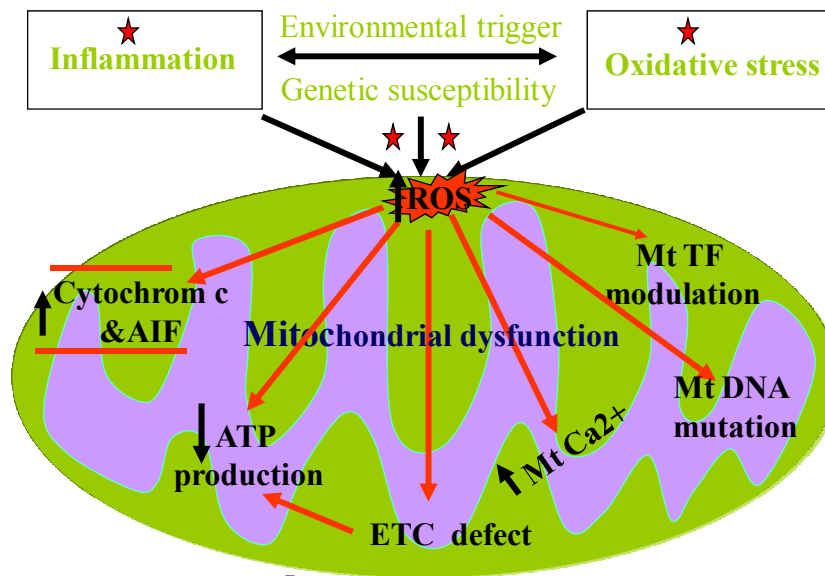 Environmental trigger
Inflammation
Oxidative stress
Genetic susceptibility
ROS
Mt TF
modulation
Cytochrom c
&AIF
Mitochondrial dysfunction
Mt DNA
mutation
ATP
production
Mt Ca2+
ETC defect